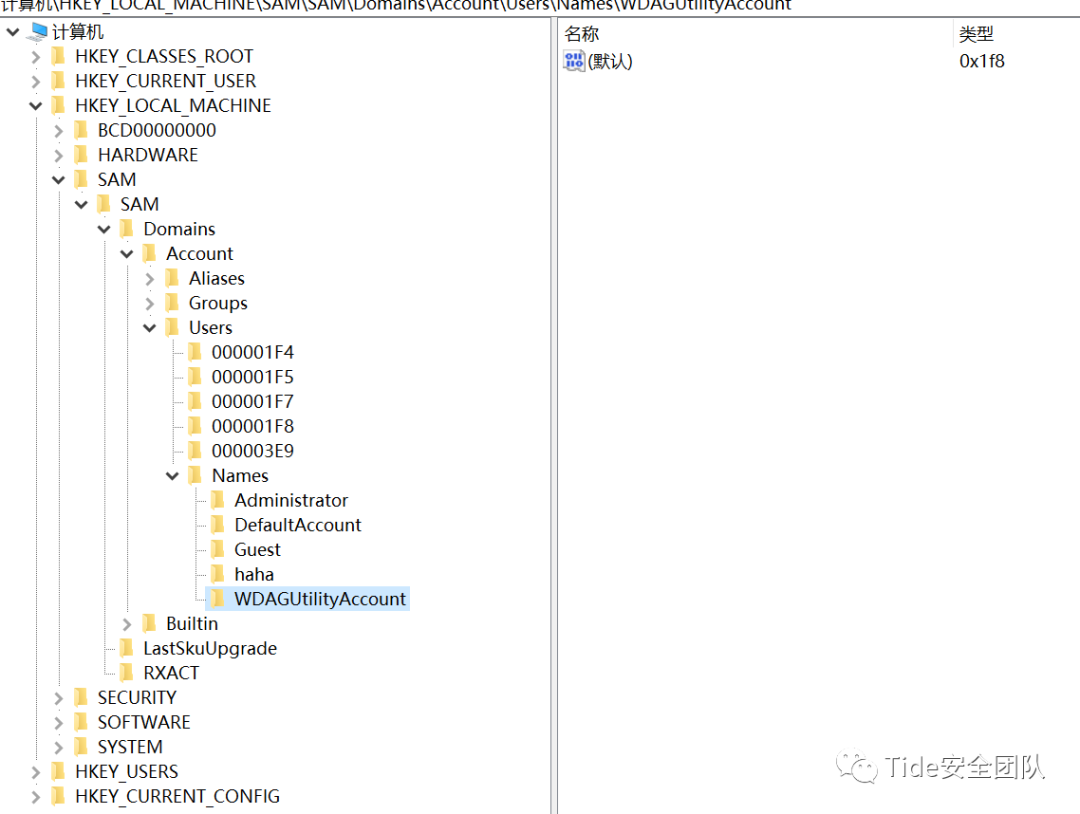 计算机\HKEY_LOCAL_MACHINE\SAM\SAM\Domains\Account\Users\Names\WDAGUtilityAccount
计算机
HKEY_CLASSES_ROOT
HKEY_CURRENT_USER
HKEY_LOCAL_MACHINE
BCD00000000
HARDWARE
SAM
SAM
Domains
Account
Aliases
Groups
Users
000001F4
000001F5
000001F7
000001F8
000003E9
Names
Administrator
DefaultAccount
Guest
haha
WDAGUtilityAccount
Builtin
LastSkuUpgrade
RXACT
SECURITY
SOFTWARE
SYSTEM
HKEY_USERS
HKEY_CURRENT_CONFIG
名称 类型
(默认) 0x1f8
Tide安全团队